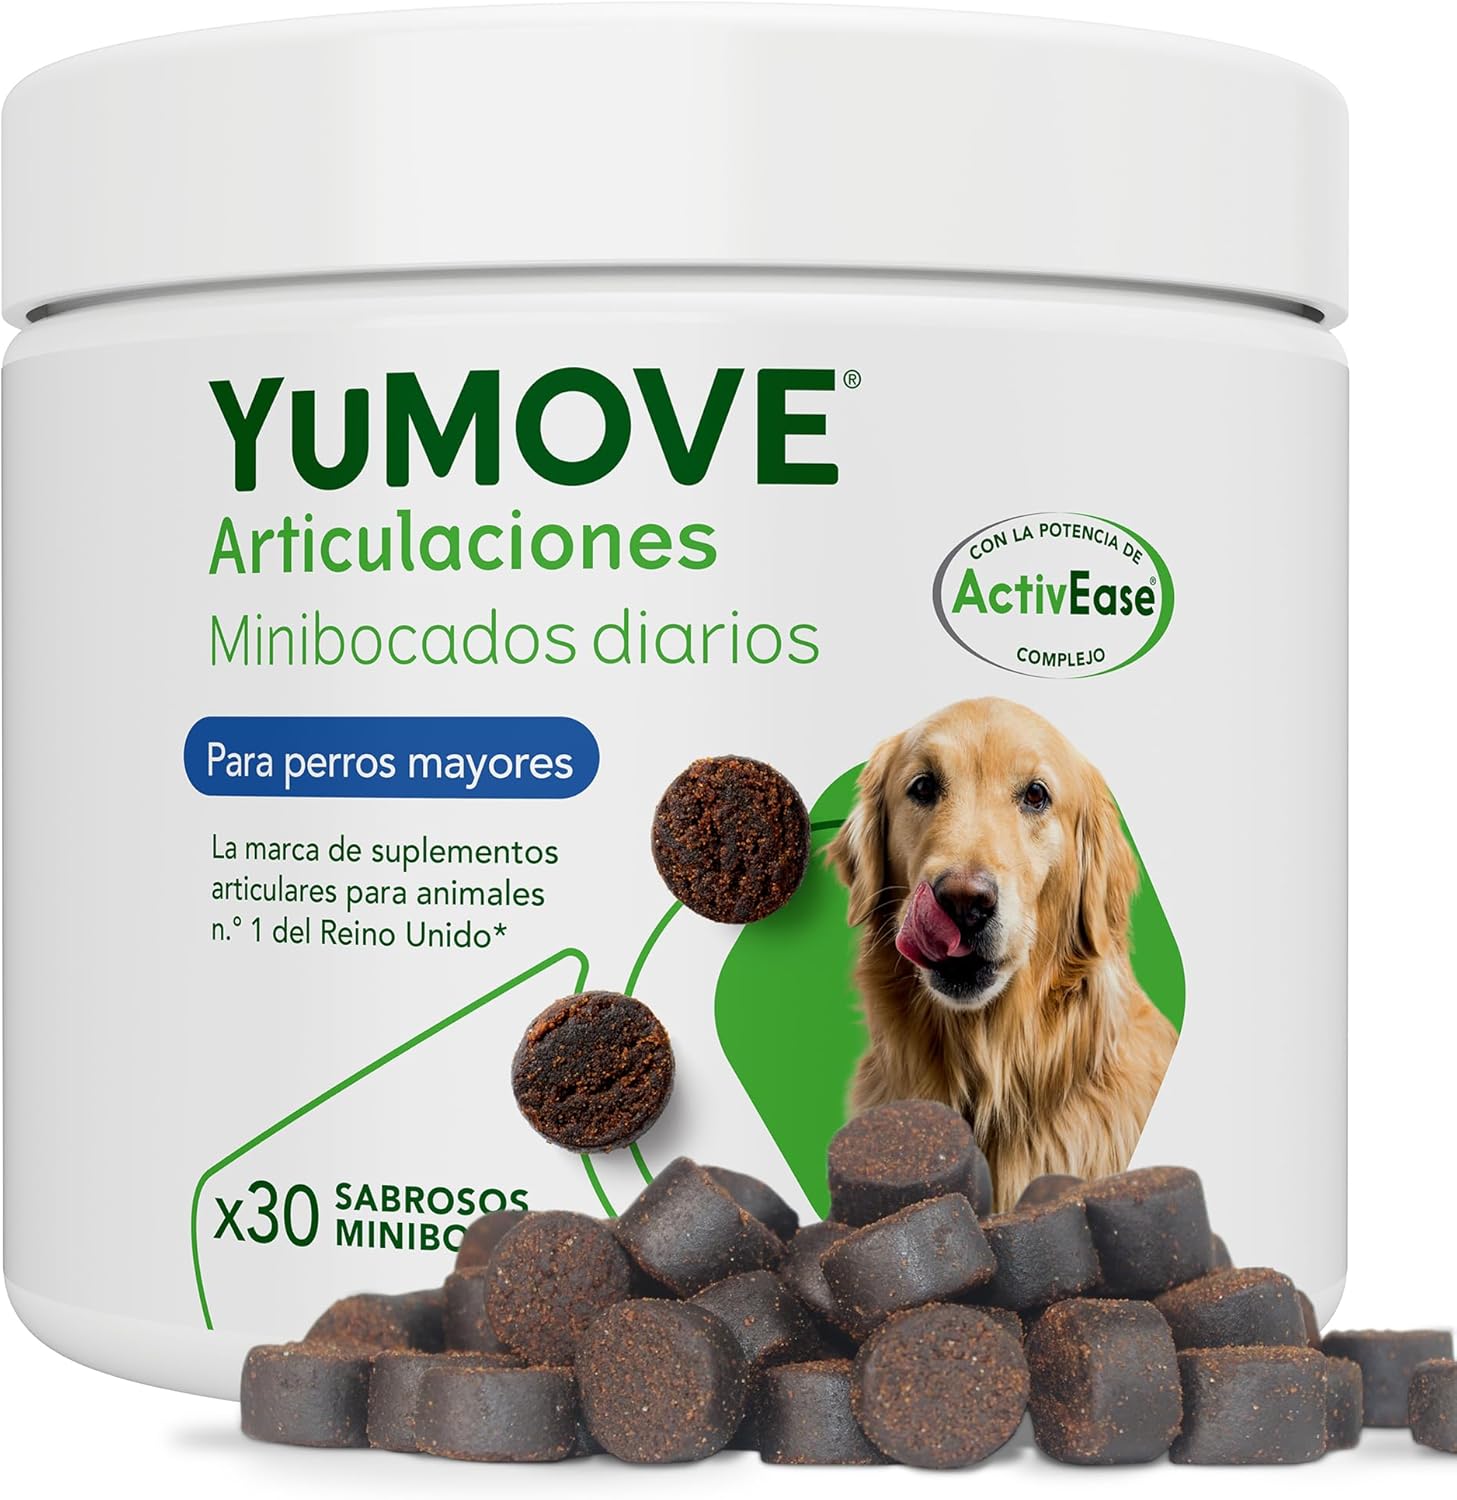 YuMOVE®
Articulaciones
Minibocados diarios
CON LA POTENCIA DE
ActivEase®
COMPLEJO
Para perros mayores
La marca de suplementos
articulares para animales
n.º 1 del Reino Unido*
x30 SABROSOS
MINIBO